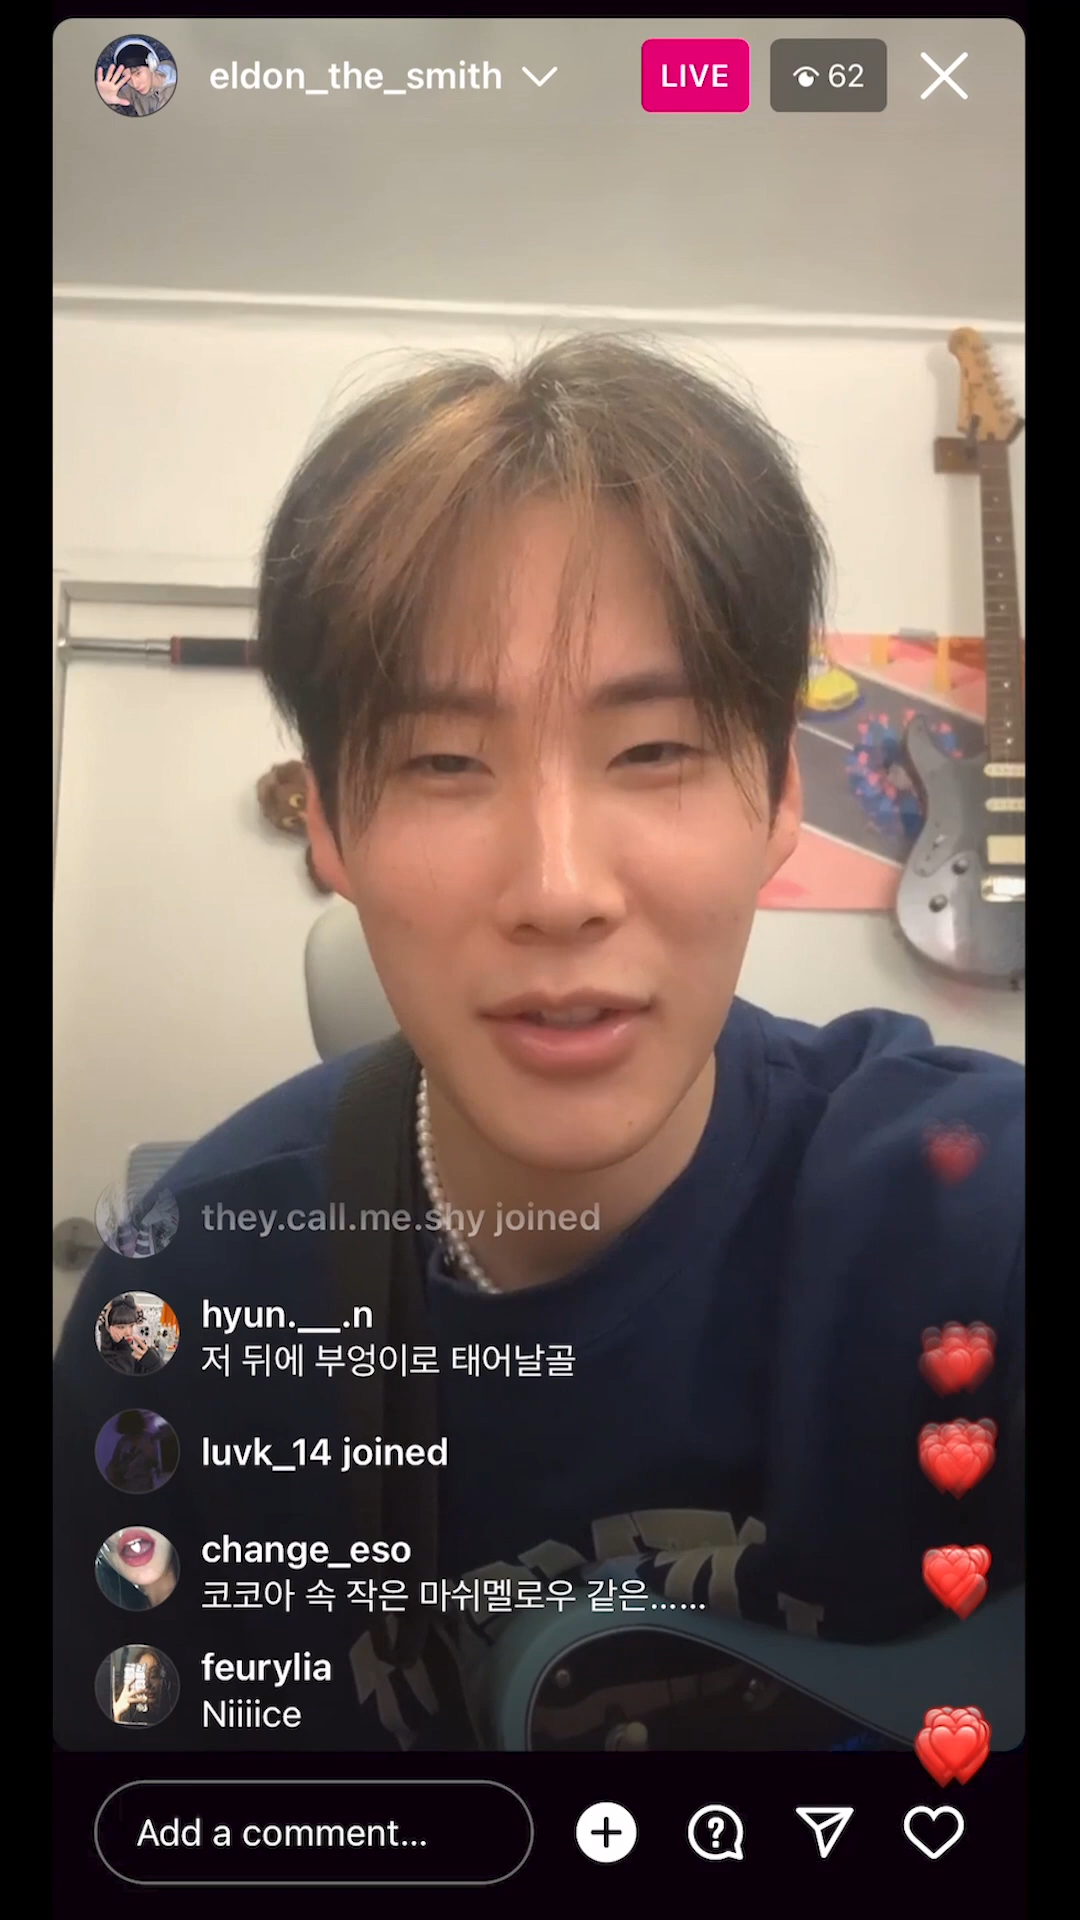 eldon_the_smith
LIVE
62
they.call.me.shy joined
hyun.__.n
저 뒤에 부엉이로 태어날골
luvk_14 joined
change_eso
코코아 속 작은 마쉬멜로우 같은......
feurylia
Niiiice
Add a comment...